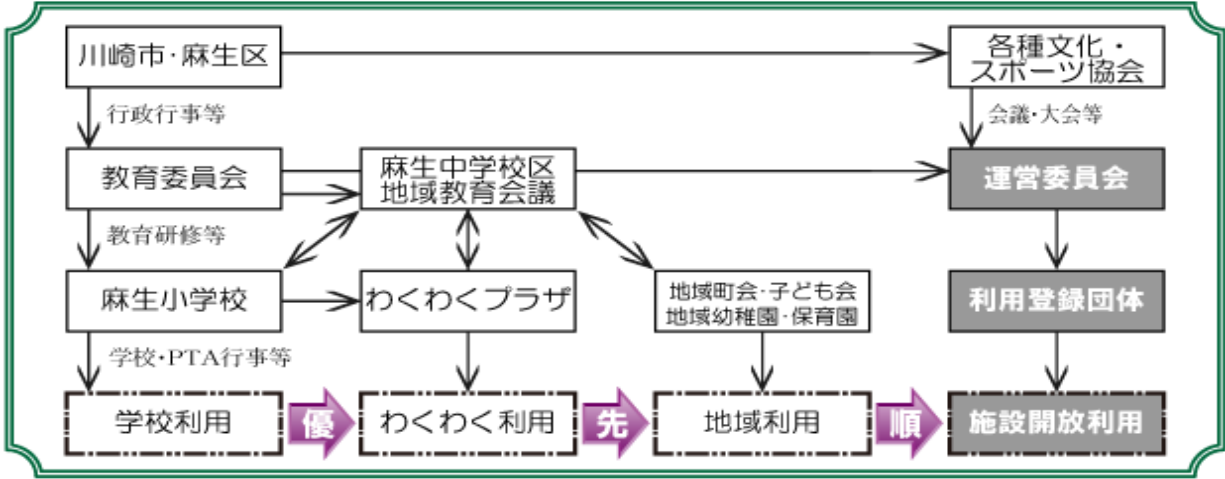 川崎市・麻生区
各種文化・
スポーツ協会
行政行事等
会議・大会等
教育委員会
麻生中学校区
地域教育会議
運営委員会
教育研修等
麻生小学校
わくわくプラザ
地域町会・子ども会
地域幼稚園・保育園
利用登録団体
学校・PTA行事等
学校利用
優
わくわく利用
先
地域利用
順
施設開放利用